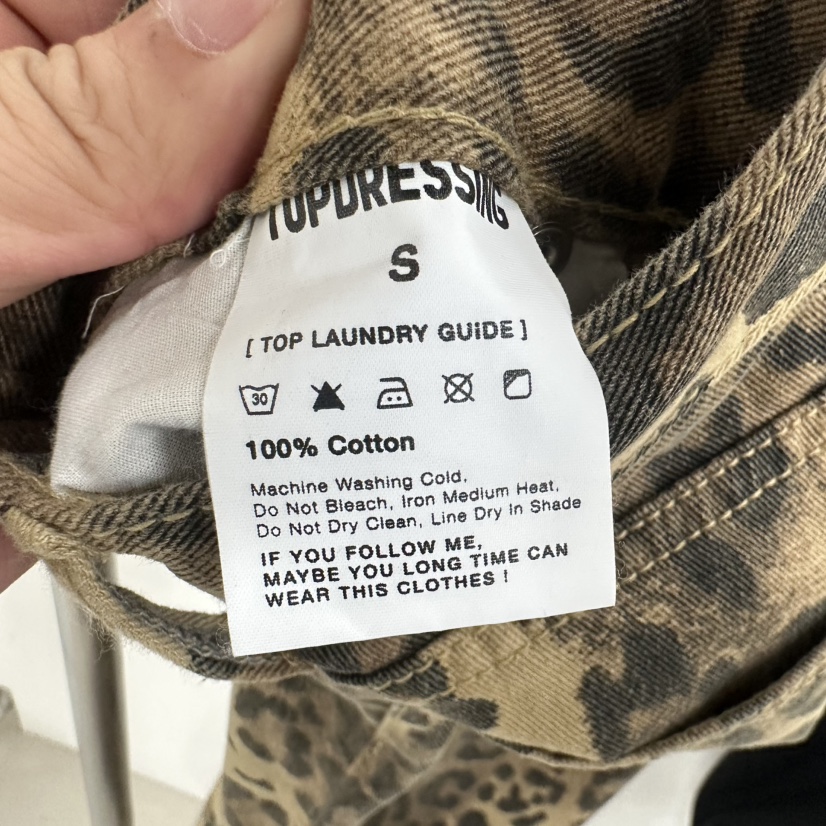 TOPDRESSING
S
[ TOP LAUNDRY GUIDE ]
30
100% Cotton
Machine Washing Cold,
Do Not Bleach, Iron Medium Heat,
Do Not Dry Clean, Line Dry in Shade
IF YOU FOLLOW ME,
MAYBE YOU LONG TIME CAN
WEAR THIS CLOTHES !